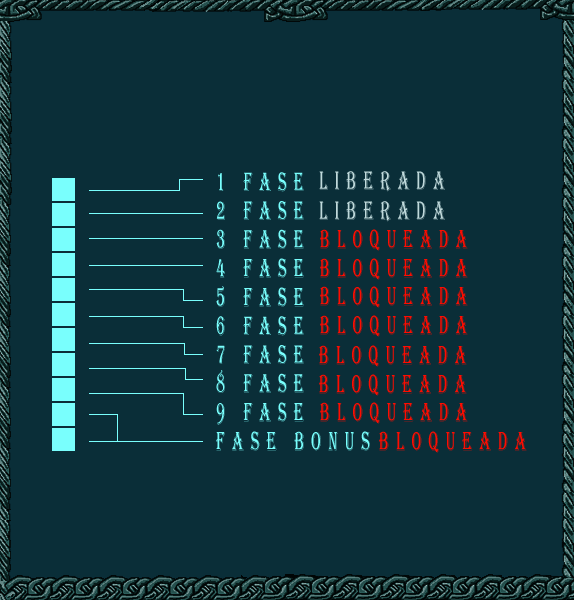 1 FASE LIBERADA
2 FASE LIBERADA
3 FASE BLOQUEADA
4 FASE BLOQUEADA
5 FASE BLOQUEADA
6 FASE BLOQUEADA
7 FASE BLOQUEADA
8 FASE BLOQUEADA
9 FASE BLOQUEADA
FASE BONUS BLOQUEADA